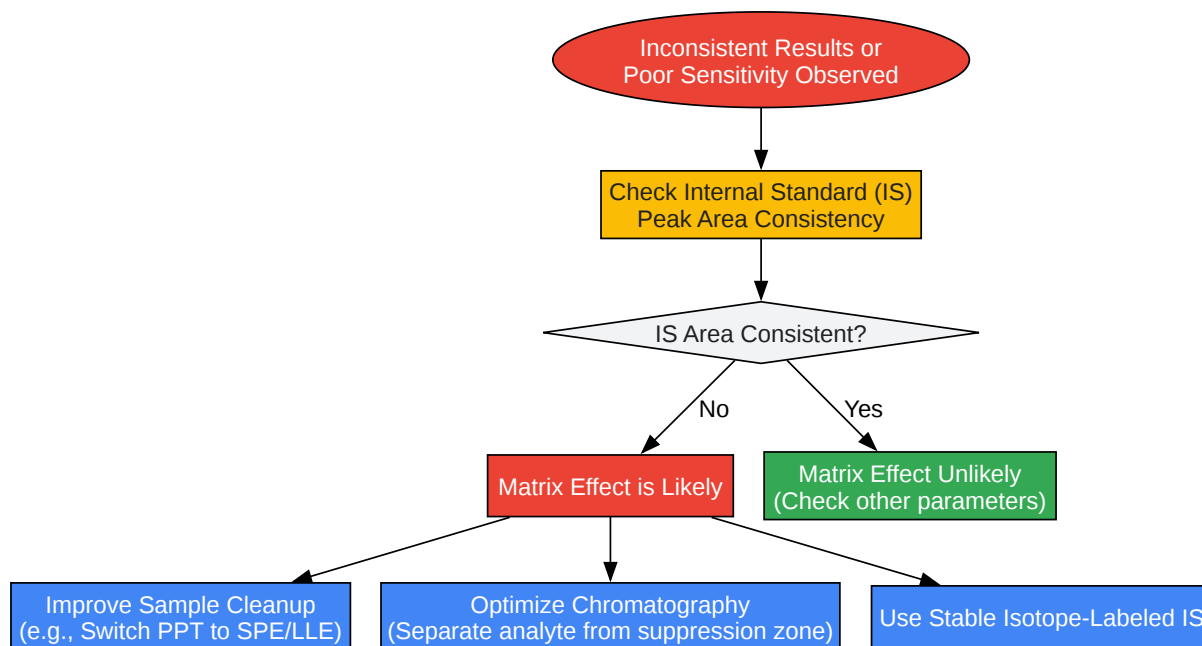 Inconsistent Results or
Poor Sensitivity Observed
Check Internal Standard (IS)
Peak Area Consistency
IS Area Consistent?
No
Yes
Matrix Effect is Likely
Matrix Effect Unlikely
(Check other parameters)
Improve Sample Cleanup
(e.g., Switch PPT to SPE/LLE)
Optimize Chromatography
(Separate analyte from suppression zone)
Use Stable Isotope-Labeled IS